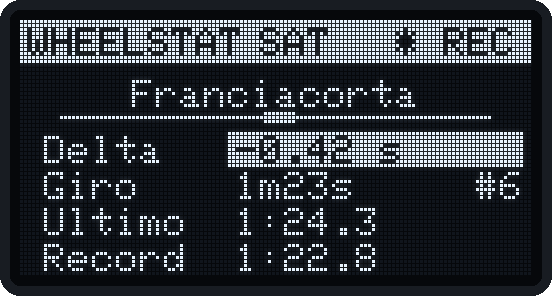 WHEELSTAT SAT * REC
Franciacorta
Delta -0.42 s
Giro 1m23s #6
Ultimo 1:24.3
Record 1:22.8